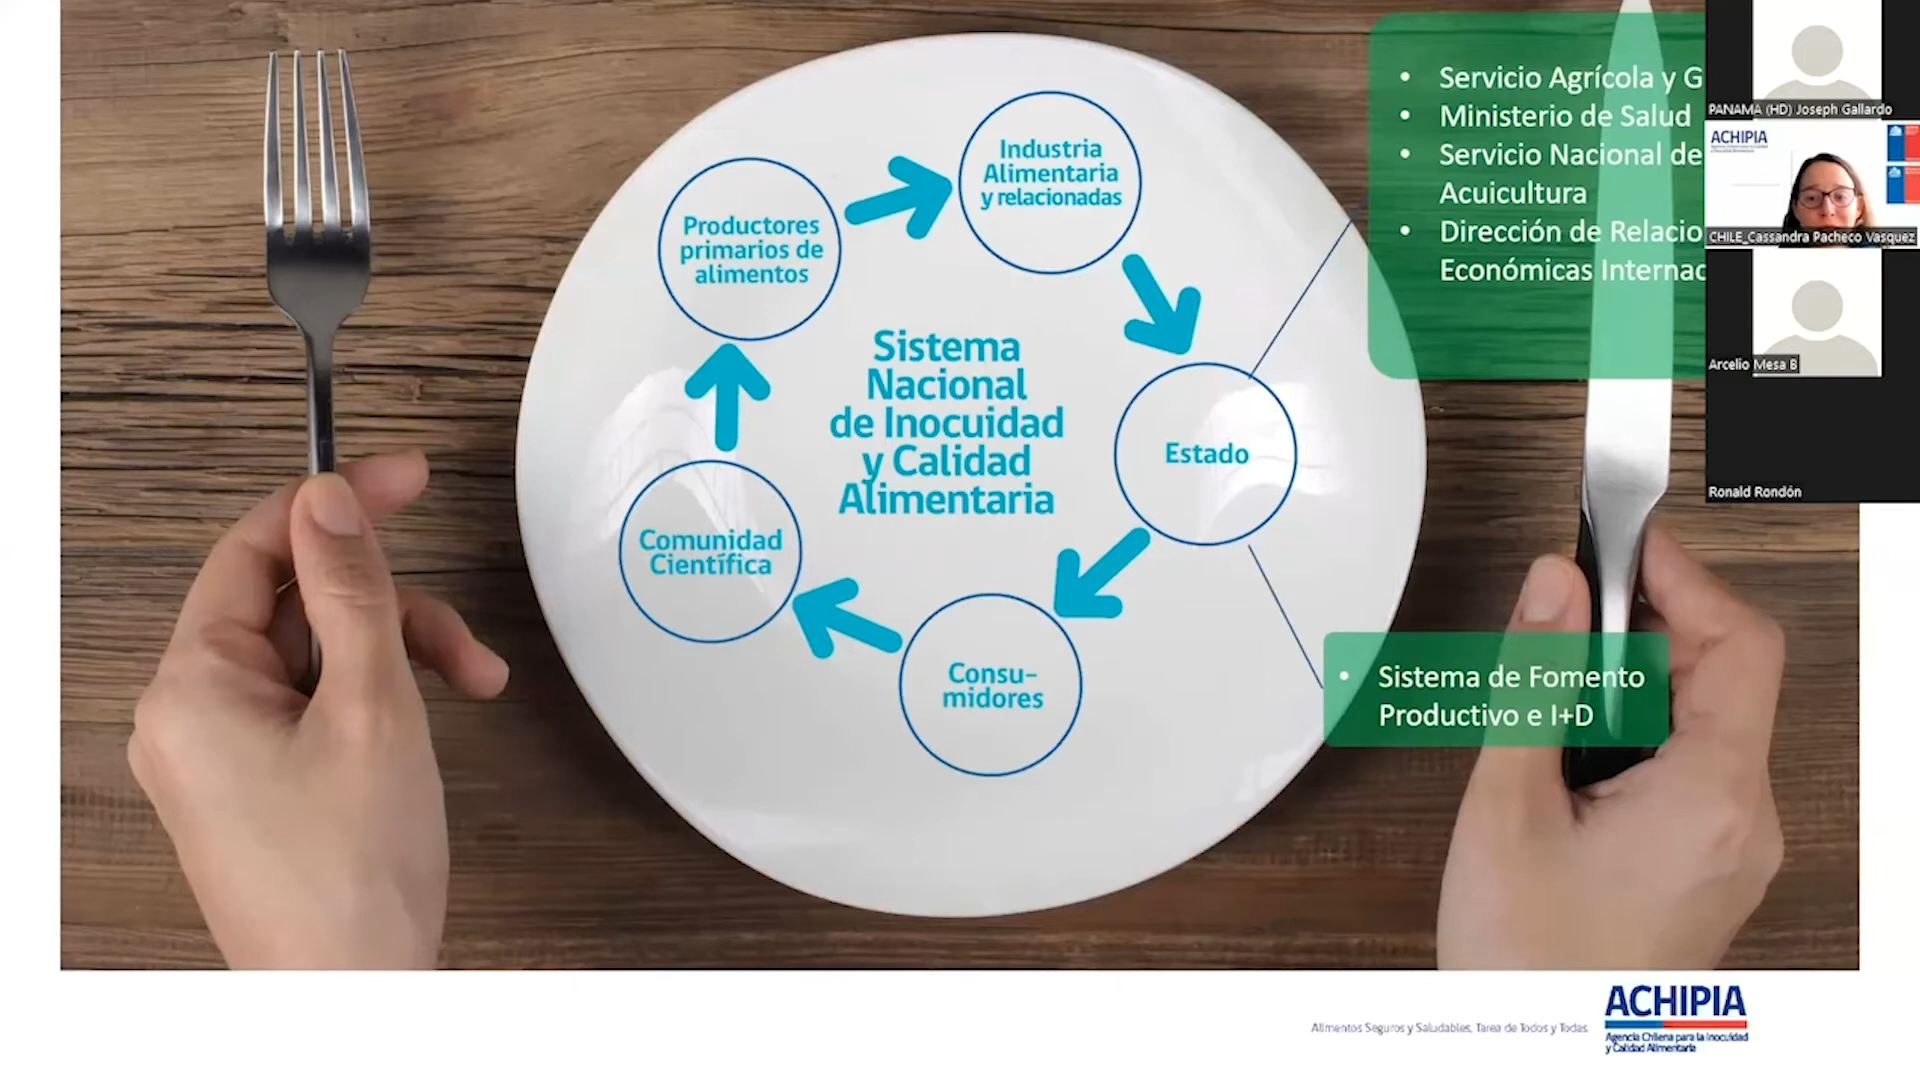 Productores
primarios de
alimentos
Industria
Alimentaria
y relacionadas
Sistema
Nacional
de Inocuidad
y Calidad
Alimentaria
Estado
Comunidad
Científica
Consu-
midores
• Servicio Agrícola y G
• Ministerio de Salud
• Servicio Nacional de
Acuicultura
• Dirección de Relacio
Económicas Internac
• Sistema de Fomento
Productivo e I+D
PANAMA (HD) Joseph Gallardo
ACHIPIA
CHILE_Cassandra Pacheco Vasquez
Arcelio Mesa B
Ronald Rondón
Alimentos Seguros y Saludables, Tarea de Todos y Todas.
ACHIPIA
Agencia Chilena para la Inocuidad
y Calidad Alimentaria